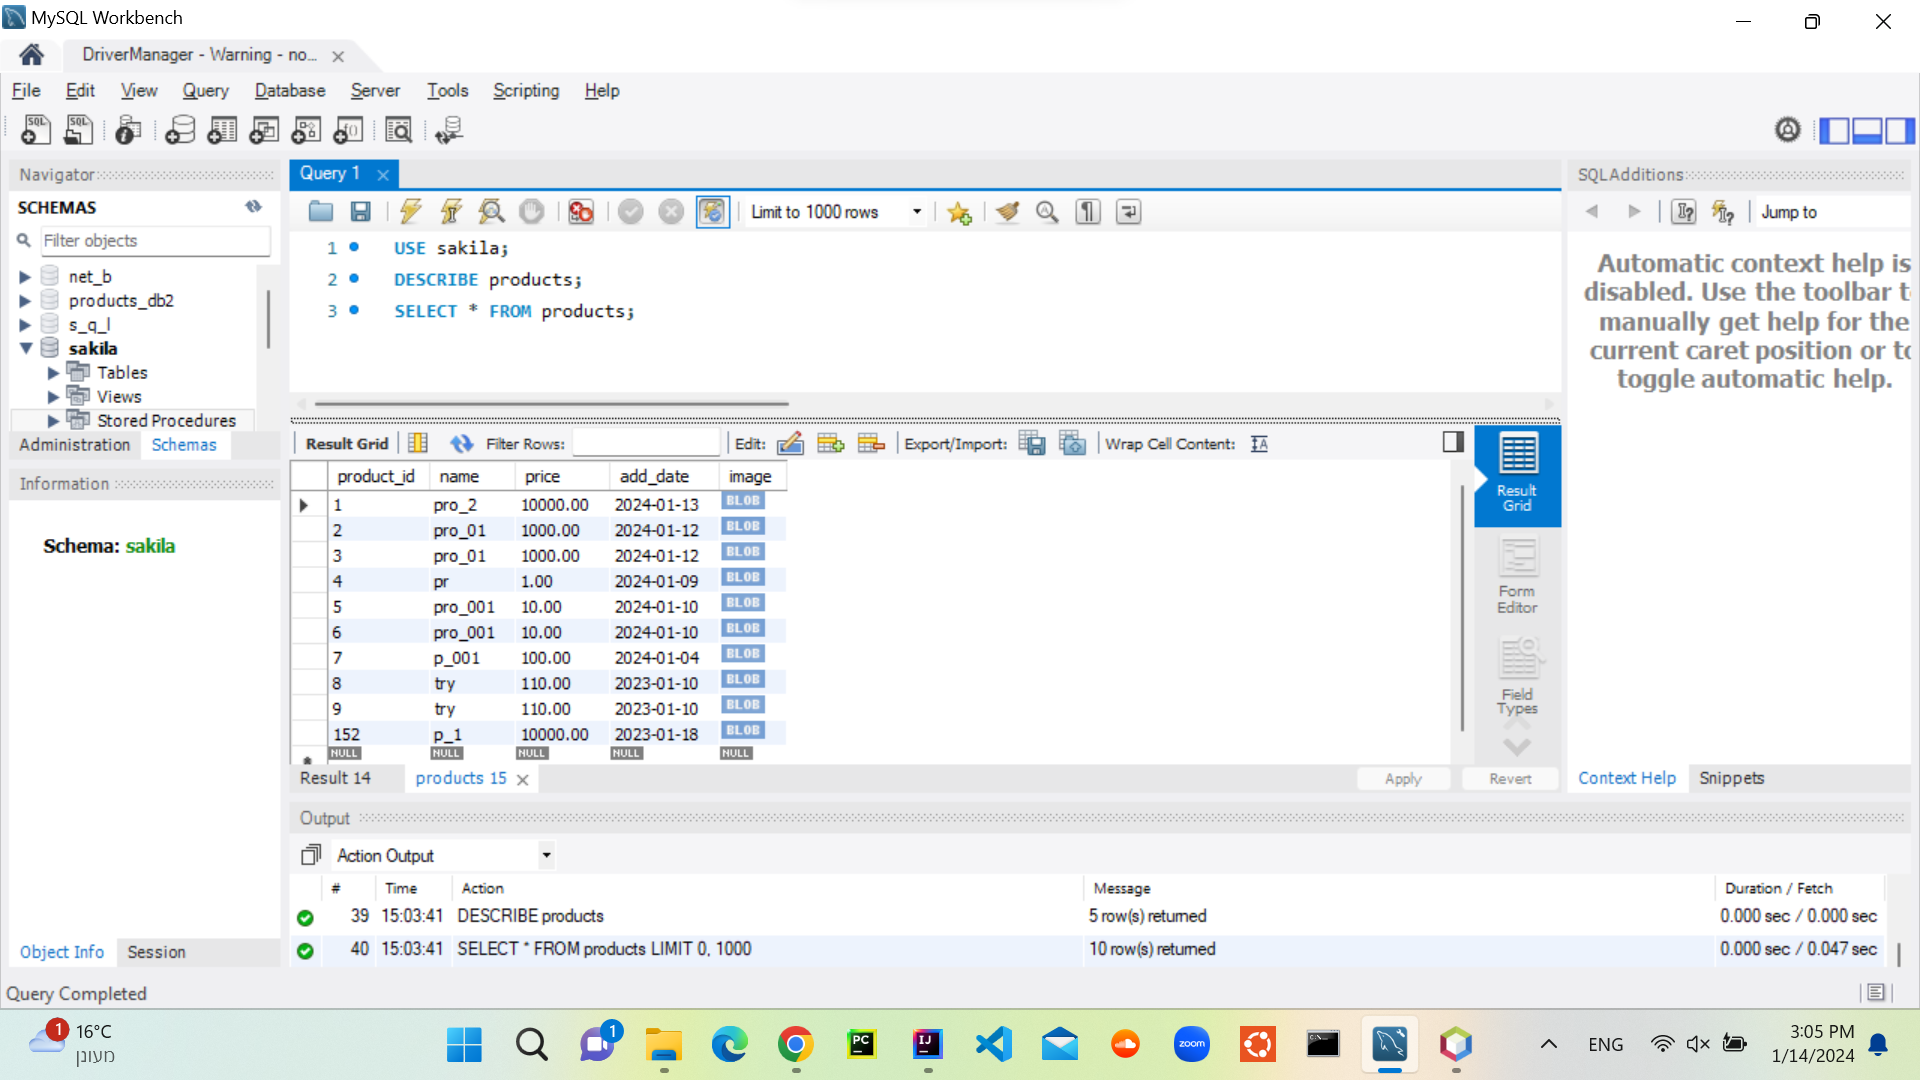 MySQL Workbench
DriverManager - Warning - no...
File Edit View Query Database Server Tools Scripting Help
Navigator
SCHEMAS
Filter objects
net_b
products_db2
s_q_l
sakila
Tables
Views
Stored Procedures
Administration Schemas
Information
Schema: sakila
Object Info Session
Query 1
Limit to 1000 rows
1 USE sakila;
2 DESCRIBE products;
3 SELECT * FROM products;
Result Grid Filter Rows: Edit: Export/Import: Wrap Cell Content:
product_id name price add_date image
1 pro_2 10000.00 2024-01-13 BLOB
2 pro_01 1000.00 2024-01-12 BLOB
3 pro_01 1000.00 2024-01-12 BLOB
4 pr 1.00 2024-01-09 BLOB
5 pro_001 10.00 2024-01-10 BLOB
6 pro_001 10.00 2024-01-10 BLOB
7 p_001 100.00 2024-01-04 BLOB
8 try 110.00 2023-01-10 BLOB
9 try 110.00 2023-01-10 BLOB
152 p_1 10000.00 2023-01-18 BLOB
NULL NULL NULL NULL NULL
Result
Grid
Form
Editor
Field
Types
Result 14 products 15
Apply Revert
SQLAdditions
Jump to
Automatic context help is
disabled. Use the toolbar t
manually get help for the
current caret position or to
toggle automatic help.
Context Help Snippets
Output
Action Output
# Time Action Message Duration / Fetch
39 15:03:41 DESCRIBE products 5 row(s) returned 0.000 sec / 0.000 sec
40 15:03:41 SELECT * FROM products LIMIT 0, 1000 10 row(s) returned 0.000 sec / 0.047 sec
Query Completed
1 16°C
מעונן
1
PC
IJ
zoom
ENG
3:05 PM
1/14/2024